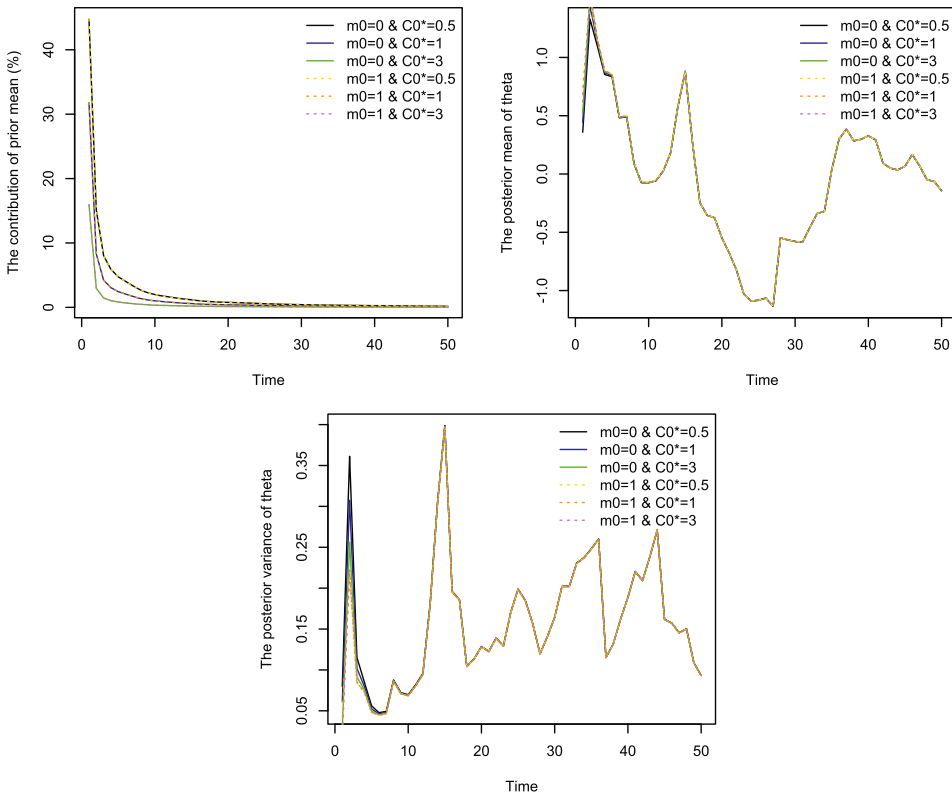 The contribution of prior mean (%)
40
30
20
10
0
m0=0 & C0*=0.5
m0=0 & C0*=1
m0=0 & C0*=3
m0=1 & C0*=0.5
m0=1 & C0*=1
m0=1 & C0*=3
0 10 20 30 40 50
Time
The posterior mean of theta
1.0
0.5
0.0
-0.5
-1.0
m0=0 & C0*=0.5
m0=0 & C0*=1
m0=0 & C0*=3
m0=1 & C0*=0.5
m0=1 & C0*=1
m0=1 & C0*=3
0 10 20 30 40 50
Time
The posterior variance of theta
0.35
0.25
0.15
0.05
m0=0 & C0*=0.5
m0=0 & C0*=1
m0=0 & C0*=3
m0=1 & C0*=0.5
m0=1 & C0*=1
m0=1 & C0*=3
0 10 20 30 40 50
Time